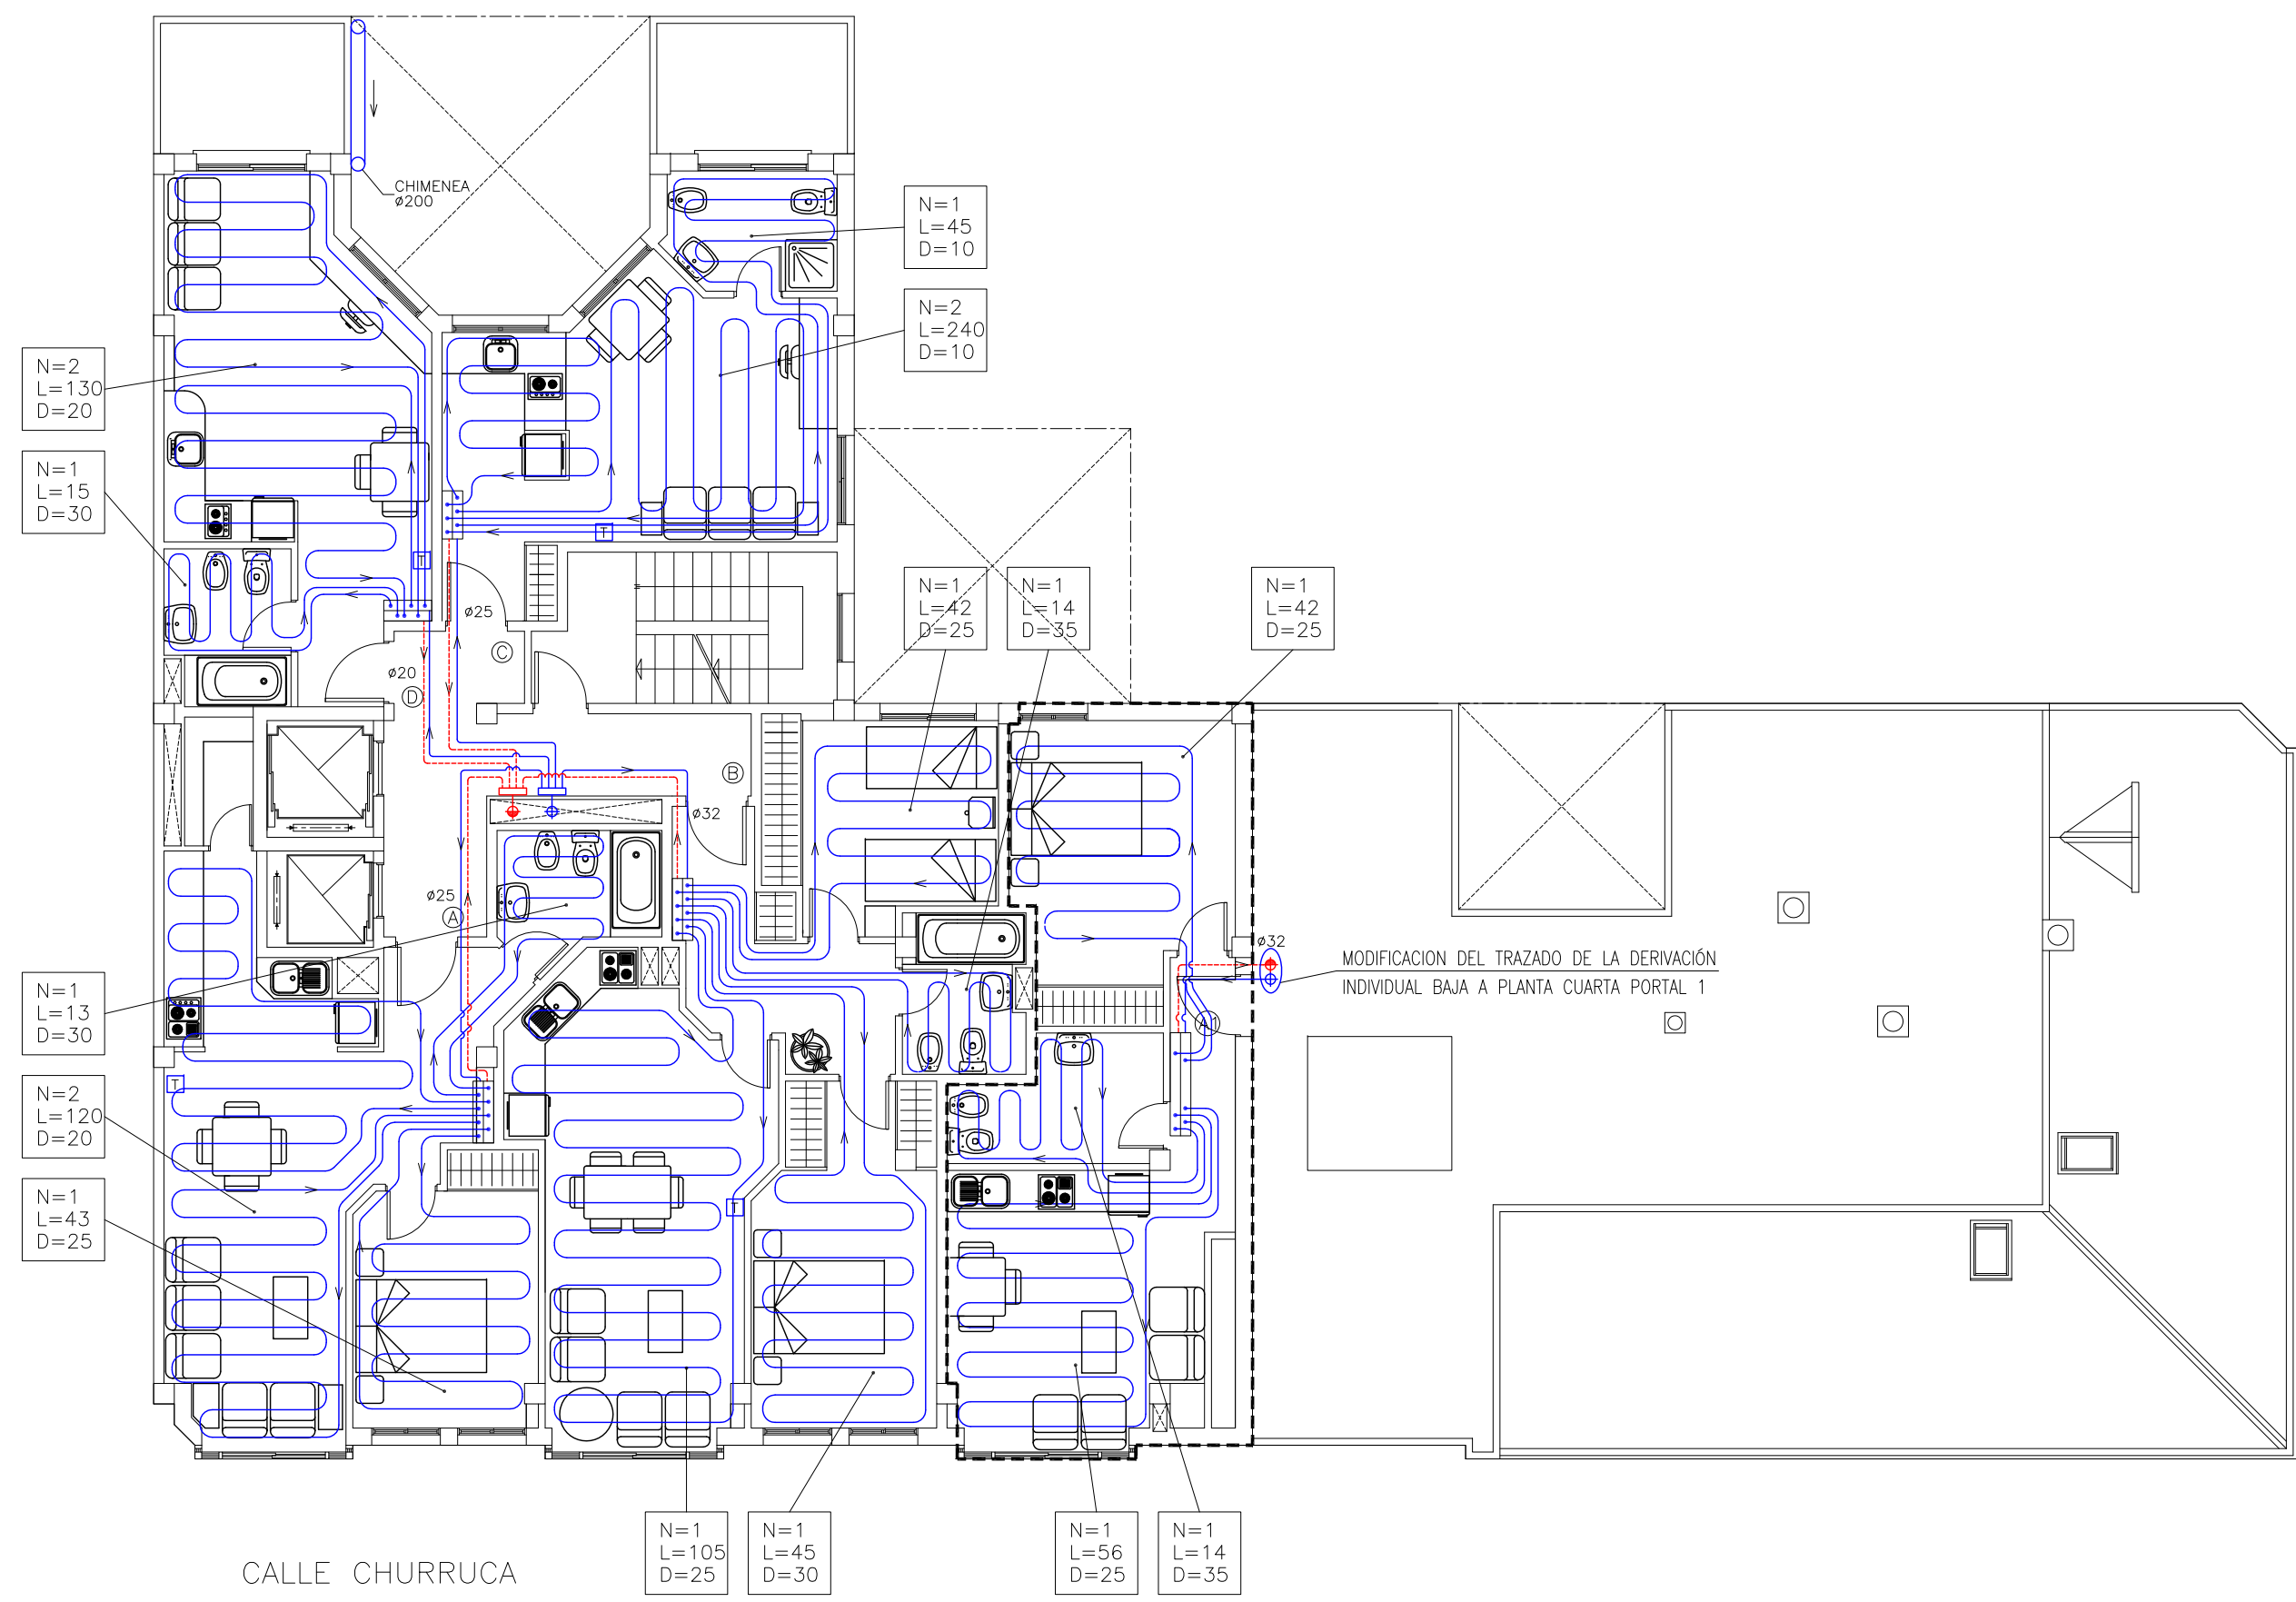 CHIMENEA
ø200
N=1
L=45
D=10
N=2
L=240
D=10
N=2
L=130
D=20
N=1
L=15
D=30
T
T
ø25
C
ø20
D
N=1
L=42
D=25
N=1
L=14
D=35
N=1
L=42
D=25
B
ø32
ø25
A
ø32
MODIFICACION DEL TRAZADO DE LA DERIVACIÓN
INDIVIDUAL BAJA A PLANTA CUARTA PORTAL 1
N=1
L=13
D=30
A1
T
N=2
L=120
D=20
N=1
L=43
D=25
T
N=1
L=105
D=25
N=1
L=45
D=30
N=1
L=56
D=25
N=1
L=14
D=35
CALLE CHURRUCA